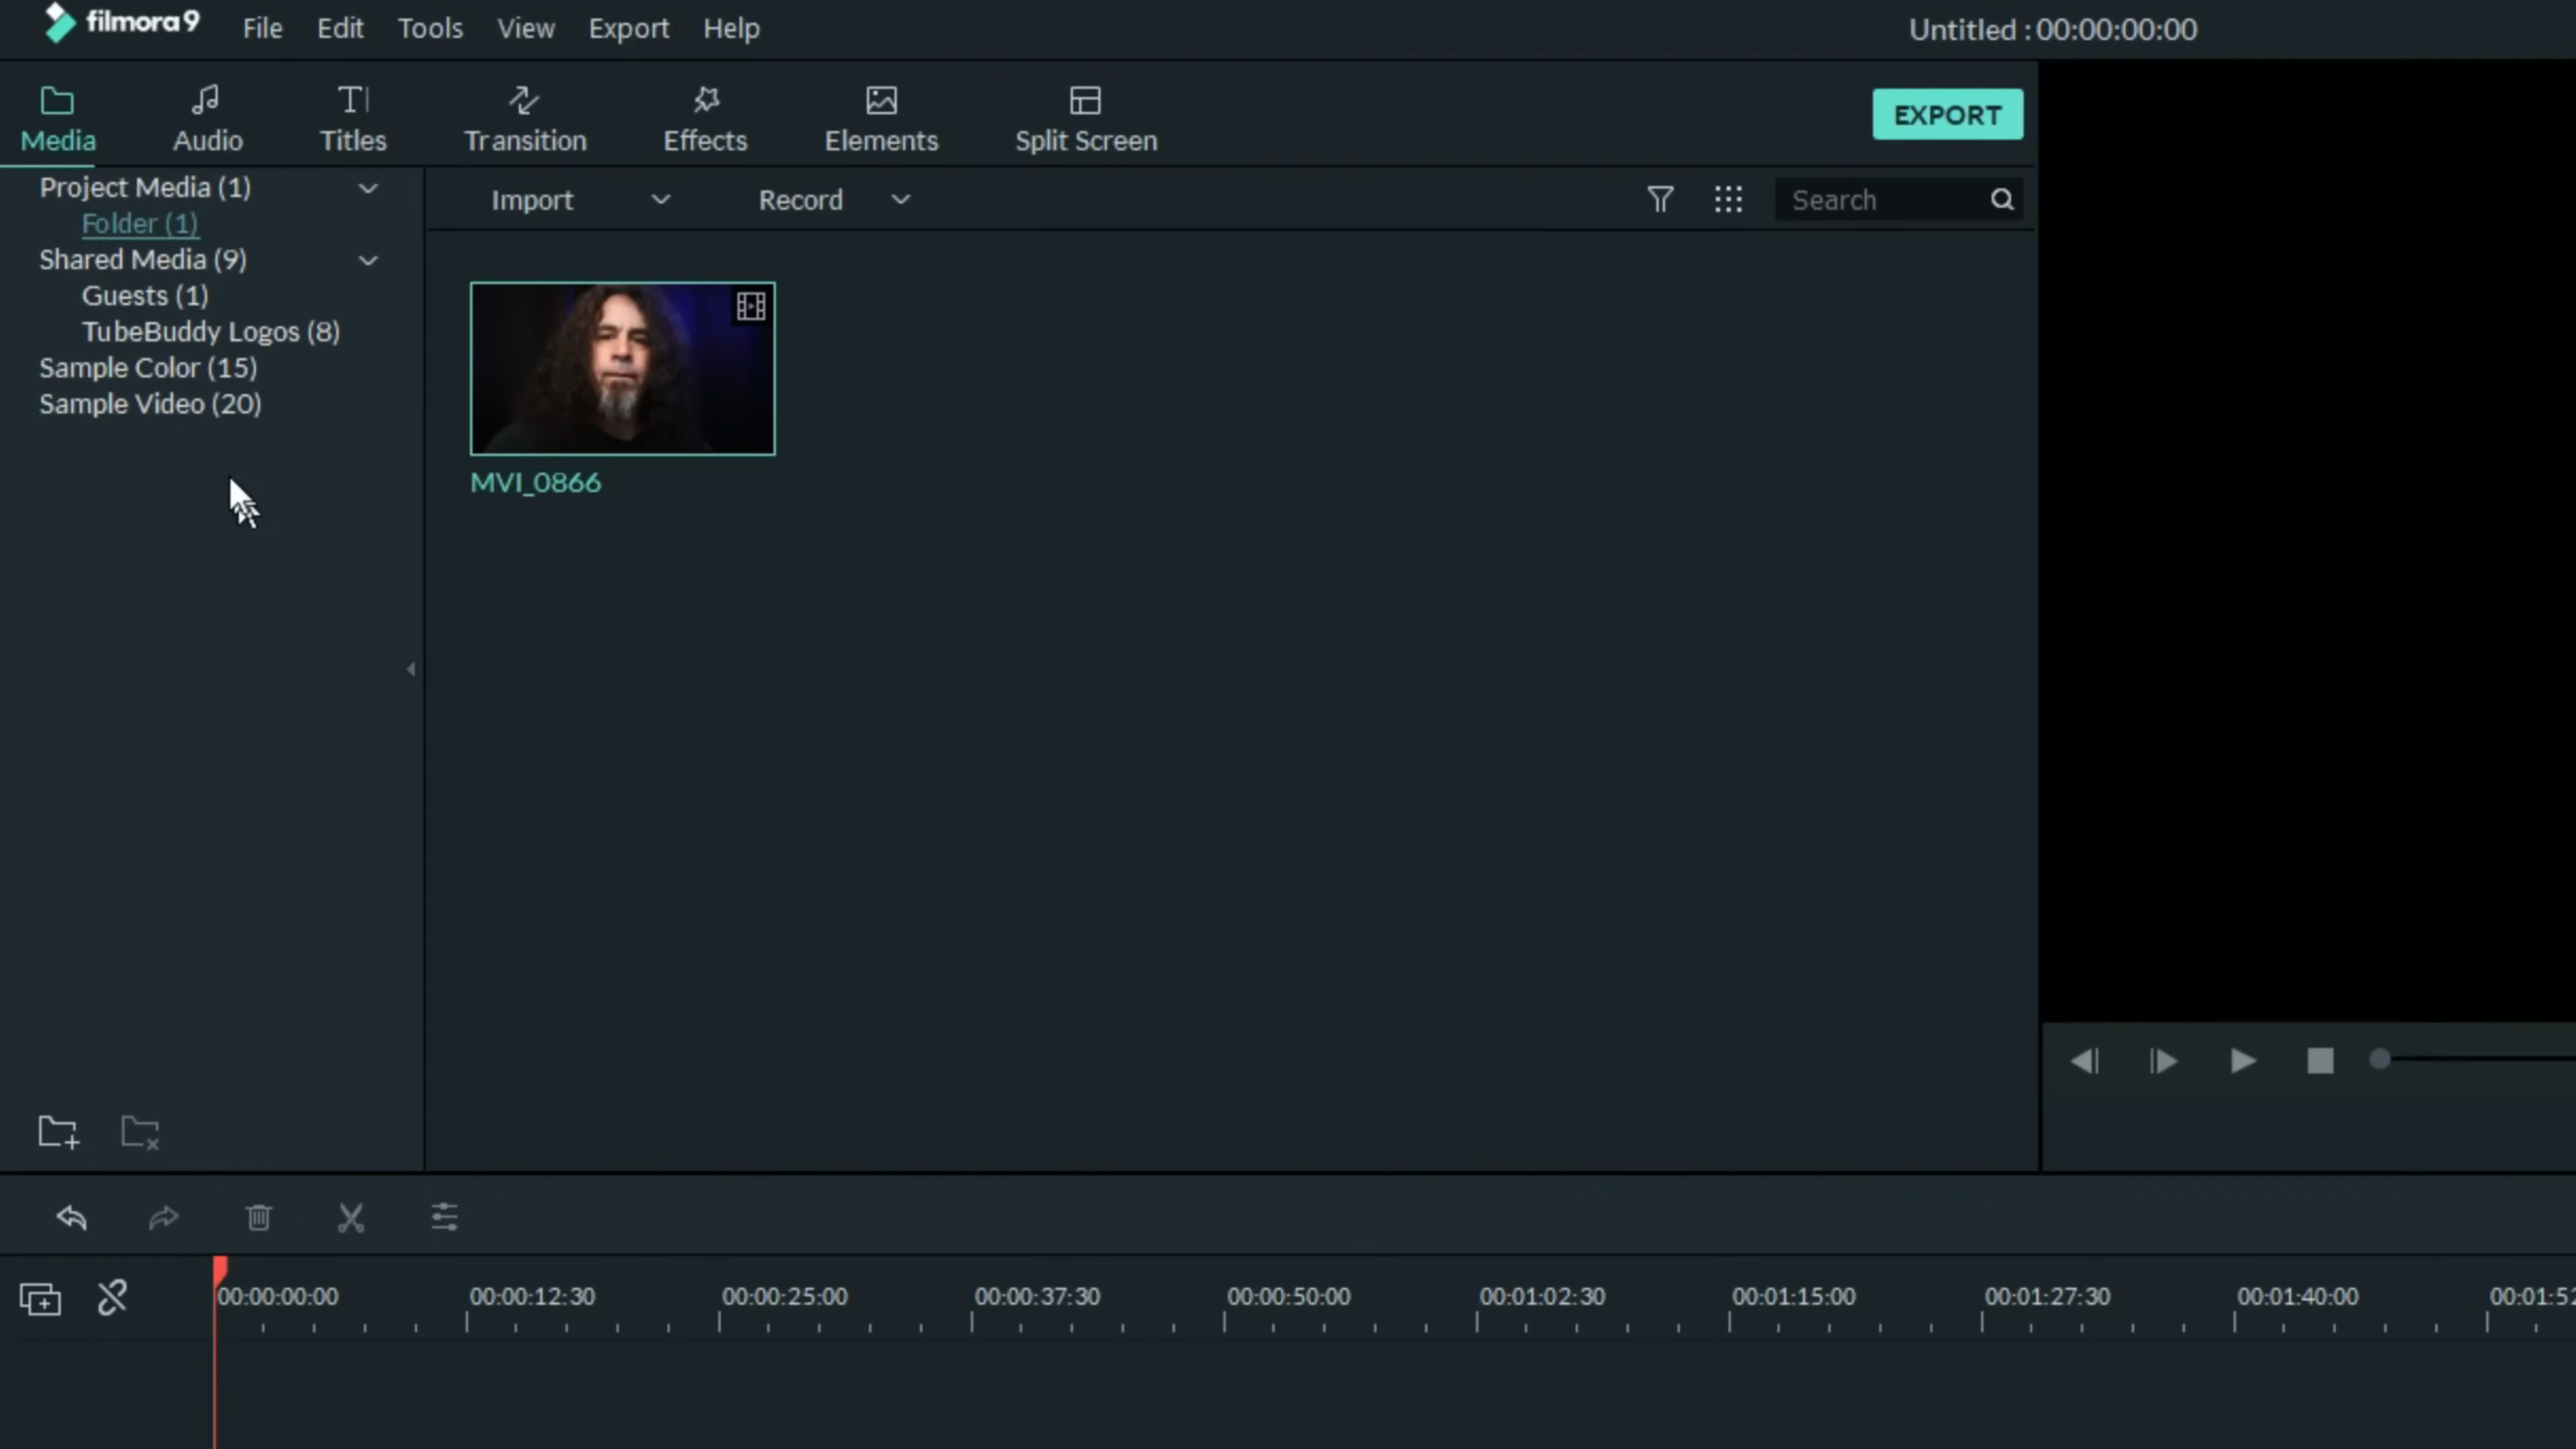 filmora9 File Edit Tools View Export Help Untitled : 00:00:00:00
Media Audio Titles Transition Effects Elements Split Screen EXPORT
Project Media (1)
Folder (1)
Shared Media (9)
Guests (1)
TubeBuddy Logos (8)
Sample Color (15)
Sample Video (20)
Import Record Search
MVI_0866
00:00:00:00 00:00:12:30 00:00:25:00 00:00:37:30 00:00:50:00 00:01:02:30 00:01:15:00 00:01:27:30 00:01:40:00 00:01:52